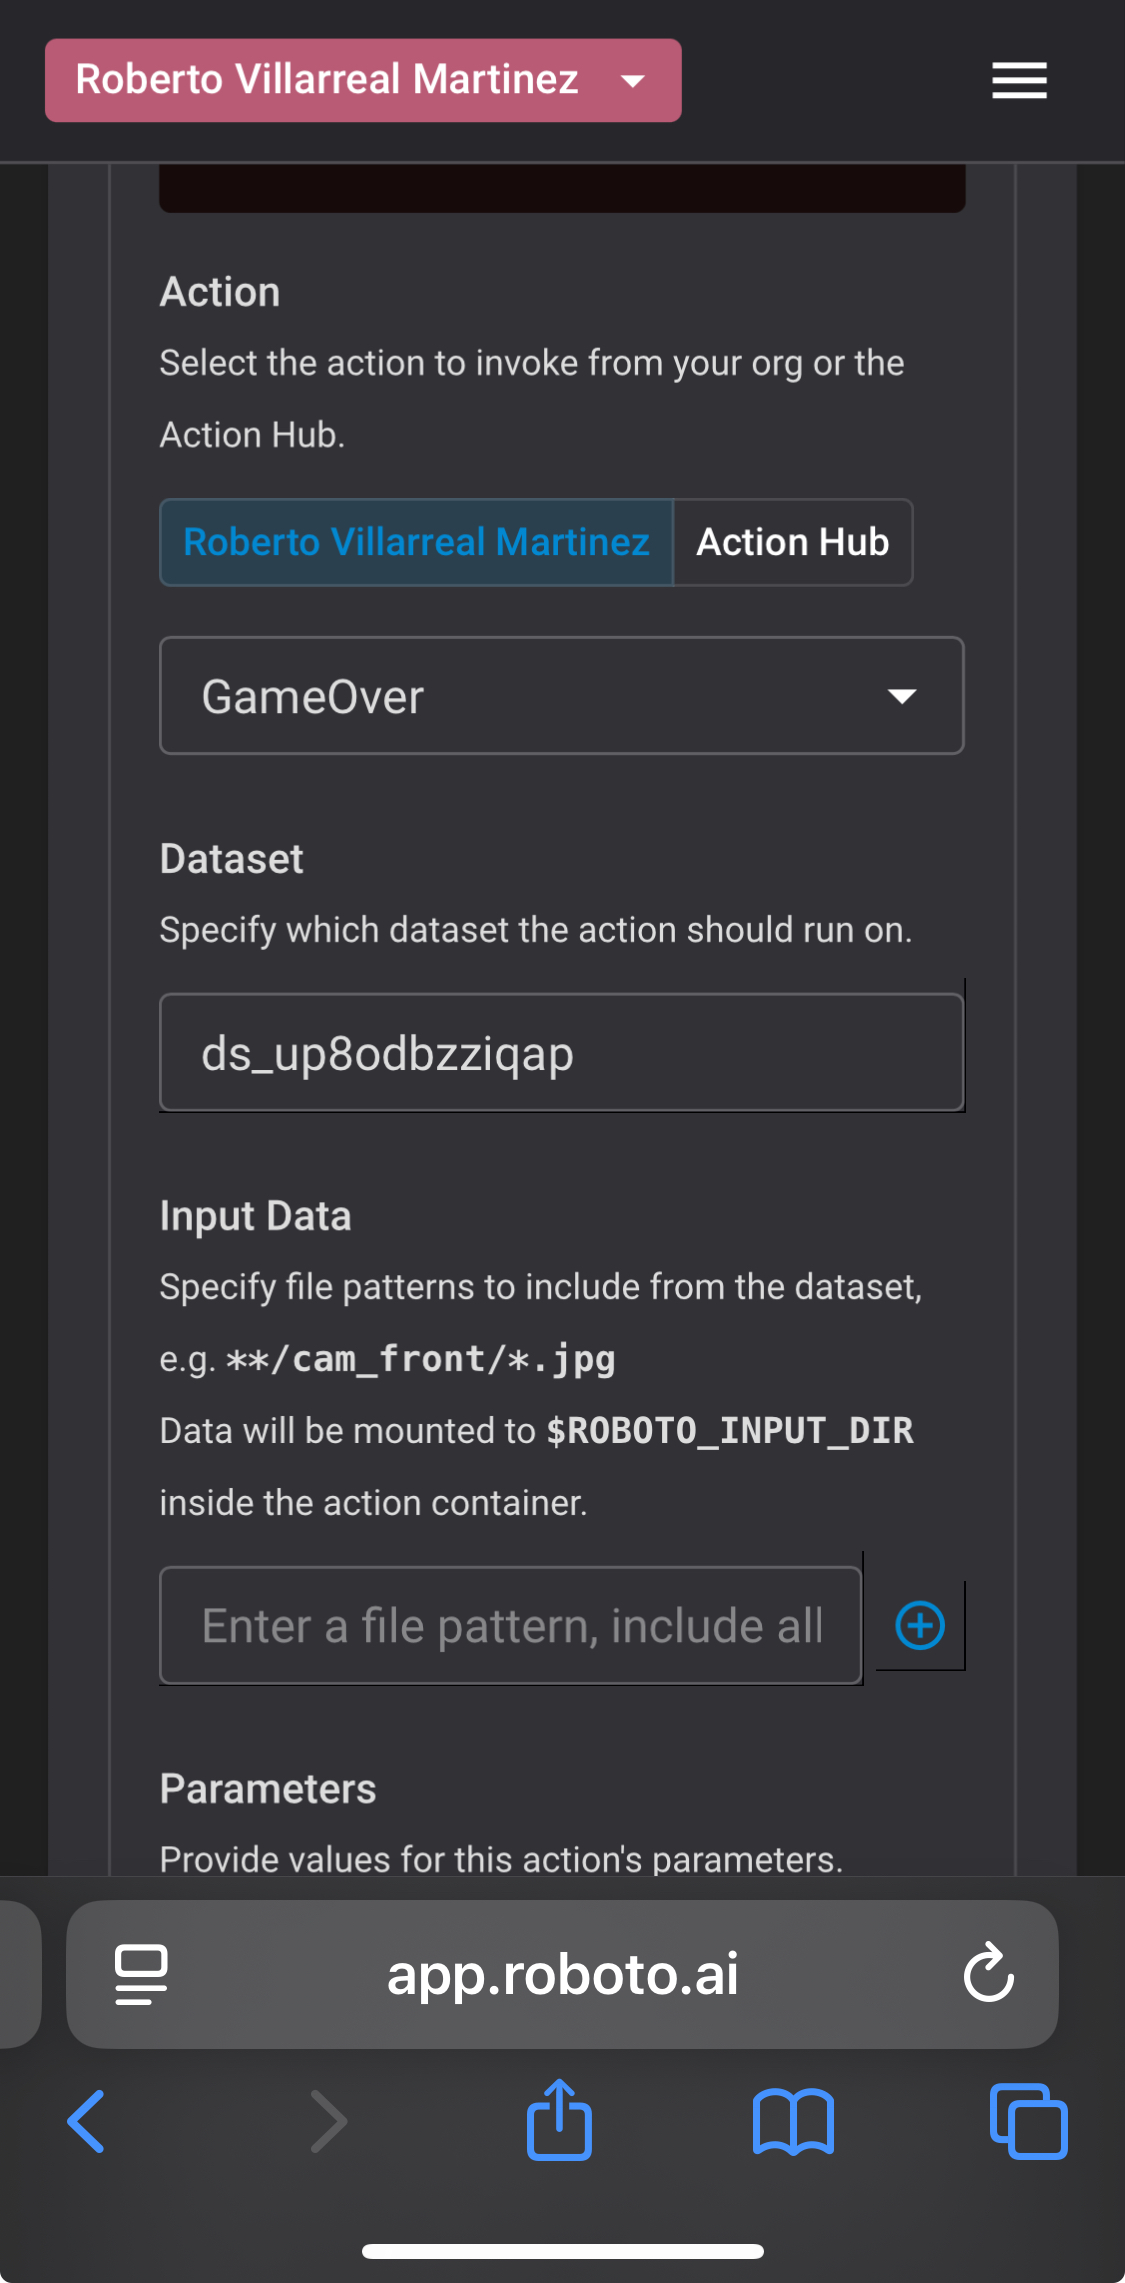 Roberto Villarreal Martinez
Action
Select the action to invoke from your org or the
Action Hub.
Roberto Villarreal Martinez Action Hub
GameOver
Dataset
Specify which dataset the action should run on.
ds_up8odbzziqap
Input Data
Specify file patterns to include from the dataset,
e.g. **/cam_front/*.jpg
Data will be mounted to $ROBOTO_INPUT_DIR
inside the action container.
Enter a file pattern, include all
Parameters
Provide values for this action's parameters.
app.roboto.ai